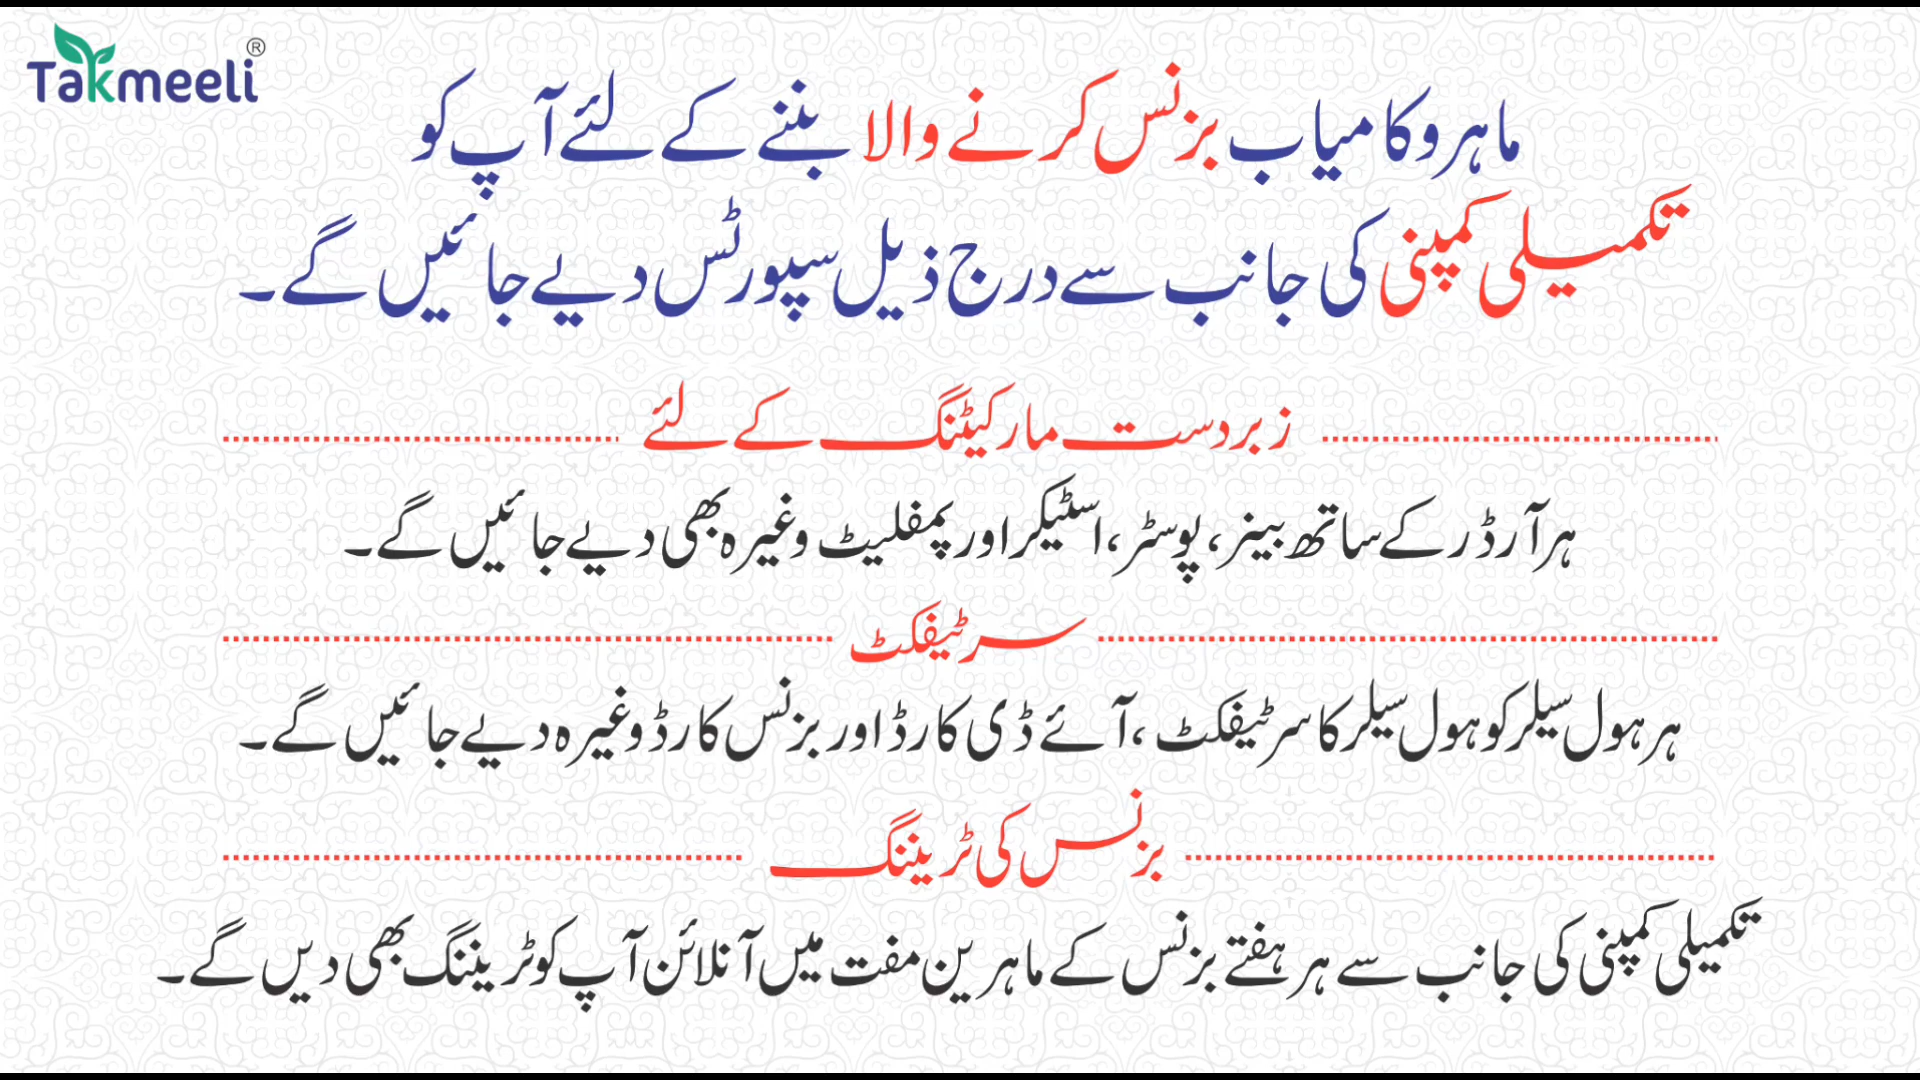 Takmeeli®
ماہر و کامیاب بزنس کرنے والا بننے کے لئے آپ کو
تکمیلی کمپنی کی جانب سے درج ذیل سپورٹس دیے جائیں گے۔
زبردست مارکیٹنگ کے لئے
ہر آرڈر کے ساتھ بینر، پوسٹر، اسٹیکر اور پمفلیٹ وغیرہ بھی دیے جائیں گے۔
سرٹیفکٹ
ہر ہول سیلر کو ہول سیلر کا سرٹیفکٹ، آئے ڈی کارڈ اور بزنس کارڈ وغیرہ دیے جائیں گے۔
بزنس کی ٹریننگ
تکمیلی کمپنی کی جانب سے ہر ہفتے بزنس کے ماہرین مفت میں آنلائن آپ کو ٹریننگ بھی دیں گے۔